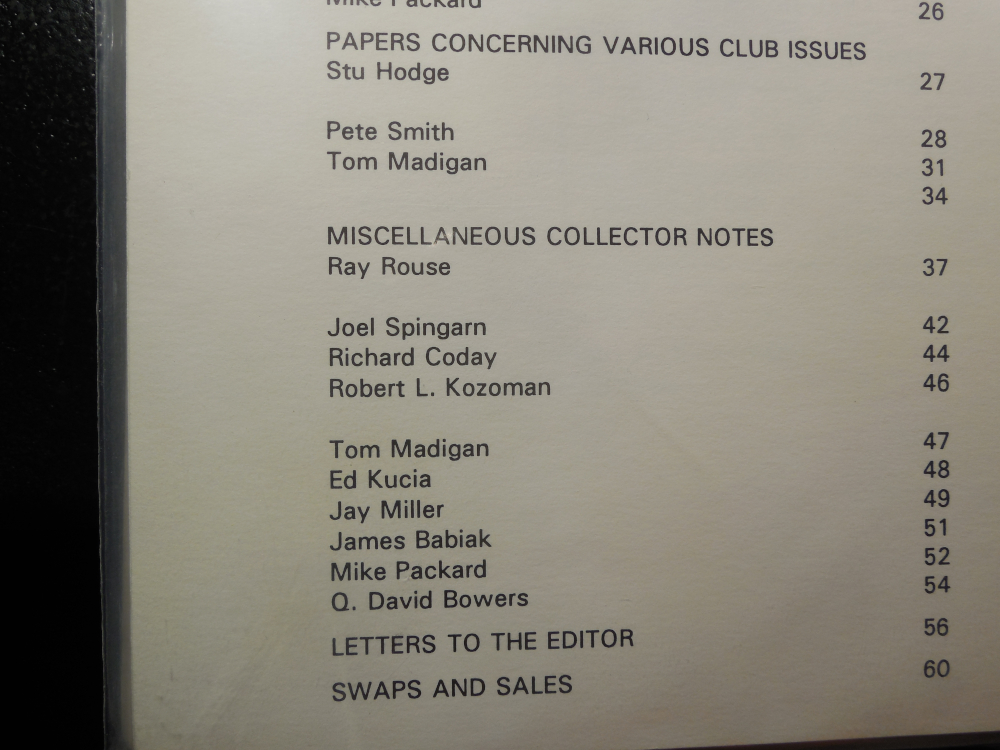 Mike Packard 26
PAPERS CONCERNING VARIOUS CLUB ISSUES
Stu Hodge 27
Pete Smith 28
Tom Madigan 31
34
MISCELLANEOUS COLLECTOR NOTES
Ray Rouse 37
Joel Spingarn 42
Richard Coday 44
Robert L. Kozoman 46
Tom Madigan 47
Ed Kucia 48
Jay Miller 49
James Babiak 51
Mike Packard 52
Q. David Bowers 54
LETTERS TO THE EDITOR 56
SWAPS AND SALES 60